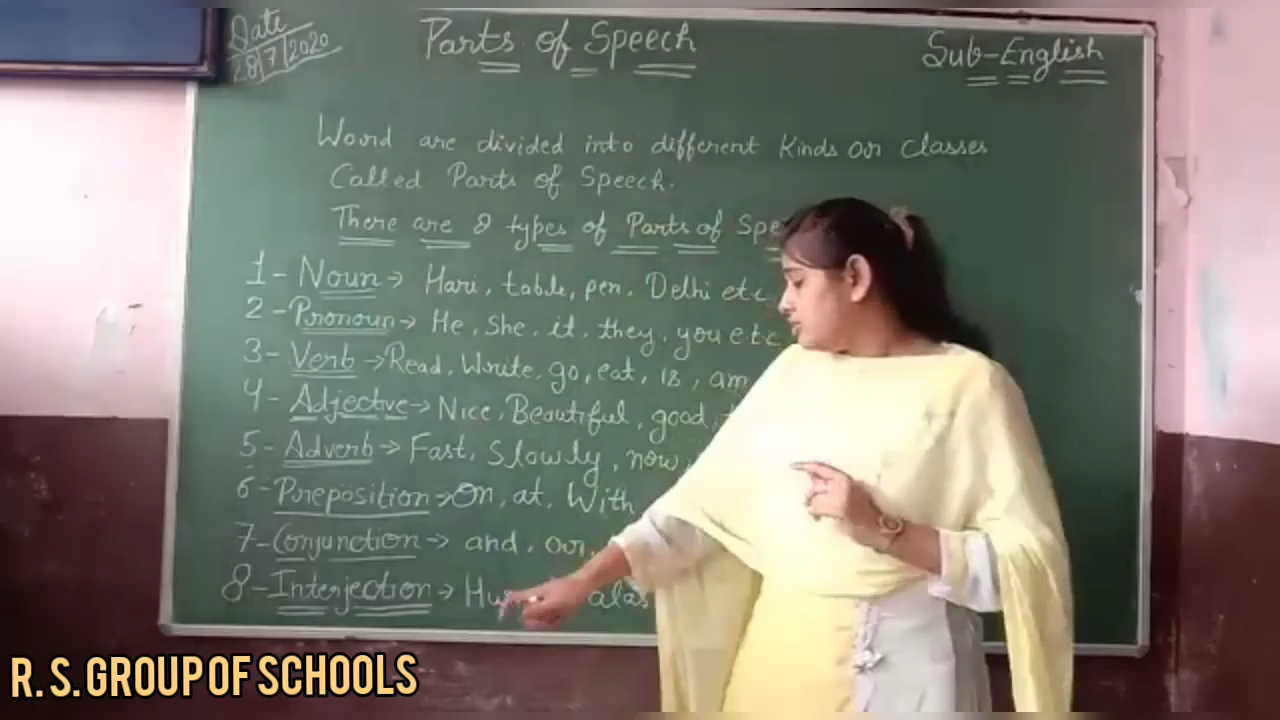 Date
28/7/2020
Parts of Speech
Sub-English
Word are divided into different Kinds or classes
Called Parts of Speech.
There are 8 types of Parts of Spe
1- Noun → Hari, table, pen, Delhi etc
2- Pronoun → He, She, it, they, you etc.
3- Verb → Read, Write, go, eat, is, am
4- Adjective → Nice, Beautiful, good,
5- Adverb → Fast, Slowly, now,
6- Preposition → On, at, With
7- Conjunction → and, or,
8- Interjection → alas
R. S. GROUP OF SCHOOLS